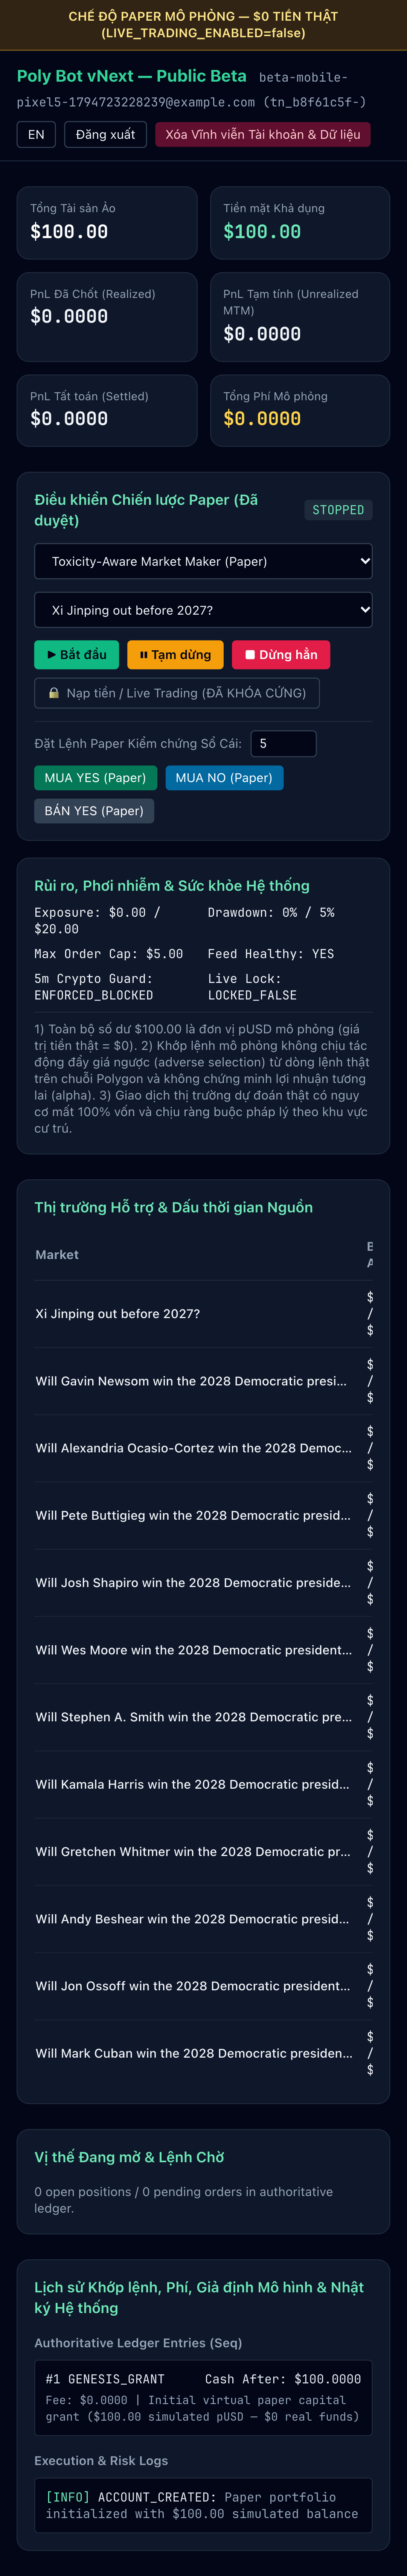 CHẾ ĐỘ PAPER MÔ PHỎNG — $0 TIỀN THẬT
(LIVE_TRADING_ENABLED=false)
Poly Bot vNext — Public Beta beta-mobile-
pixel5-1794723228239@example.com (tn_b8f61c5f-)
EN Đăng xuất Xóa Vĩnh viễn Tài khoản & Dữ liệu
Tổng Tài sản Ảo
$100.00
Tiền mặt Khả dụng
$100.00
PnL Đã Chốt (Realized)
$0.0000
PnL Tạm tính (Unrealized
MTM)
$0.0000
PnL Tất toán (Settled)
$0.0000
Tổng Phí Mô phỏng
$0.0000
Điều khiển Chiến lược Paper (Đã
duyệt)
STOPPED
Toxicity-Aware Market Maker (Paper)
Xi Jinping out before 2027?
▶ Bắt đầu ⏸ Tạm dừng ⏹ Dừng hẳn
🔒 Nạp tiền / Live Trading (ĐÃ KHÓA CỨNG)
Đặt Lệnh Paper Kiểm chứng Sổ Cái: 5
MUA YES (Paper) MUA NO (Paper)
BÁN YES (Paper)
Rủi ro, Phơi nhiễm & Sức khỏe Hệ thống
Exposure: $0.00 /
$20.00
Drawdown: 0% / 5%
Max Order Cap: $5.00 Feed Healthy: YES
5m Crypto Guard:
ENFORCED_BLOCKED
Live Lock:
LOCKED_FALSE
1) Toàn bộ số dư $100.00 là đơn vị pUSD mô phỏng (giá
trị tiền thật = $0). 2) Khớp lệnh mô phỏng không chịu tác
động đẩy giá ngược (adverse selection) từ dòng lệnh thật
trên chuỗi Polygon và không chứng minh lợi nhuận tương
lai (alpha). 3) Giao dịch thị trường dự đoán thật có nguy
cơ mất 100% vốn và chịu ràng buộc pháp lý theo khu vực
cư trú.
Thị trường Hỗ trợ & Dấu thời gian Nguồn
Market
Xi Jinping out before 2027?
$
/
$
Will Gavin Newsom win the 2028 Democratic presi...
$
/
$
Will Alexandria Ocasio-Cortez win the 2028 Democ...
$
/
$
Will Pete Buttigieg win the 2028 Democratic presid...
$
/
$
Will Josh Shapiro win the 2028 Democratic preside...
$
/
$
Will Wes Moore win the 2028 Democratic president...
$
/
$
Will Stephen A. Smith win the 2028 Democratic pre...
$
/
$
Will Kamala Harris win the 2028 Democratic presid...
$
/
$
Will Gretchen Whitmer win the 2028 Democratic pr...
$
/
$
Will Andy Beshear win the 2028 Democratic presid...
$
/
$
Will Jon Ossoff win the 2028 Democratic president...
$
/
$
Will Mark Cuban win the 2028 Democratic presiden...
$
/
$
Vị thế Đang mở & Lệnh Chờ
0 open positions / 0 pending orders in authoritative
ledger.
Lịch sử Khớp lệnh, Phí, Giả định Mô hình & Nhật
ký Hệ thống
Authoritative Ledger Entries (Seq)
#1 GENESIS_GRANT Cash After: $100.0000
Fee: $0.0000 | Initial virtual paper capital
grant ($100.00 simulated pUSD — $0 real funds)
Execution & Risk Logs
[INFO] ACCOUNT_CREATED: Paper portfolio
initialized with $100.00 simulated balance